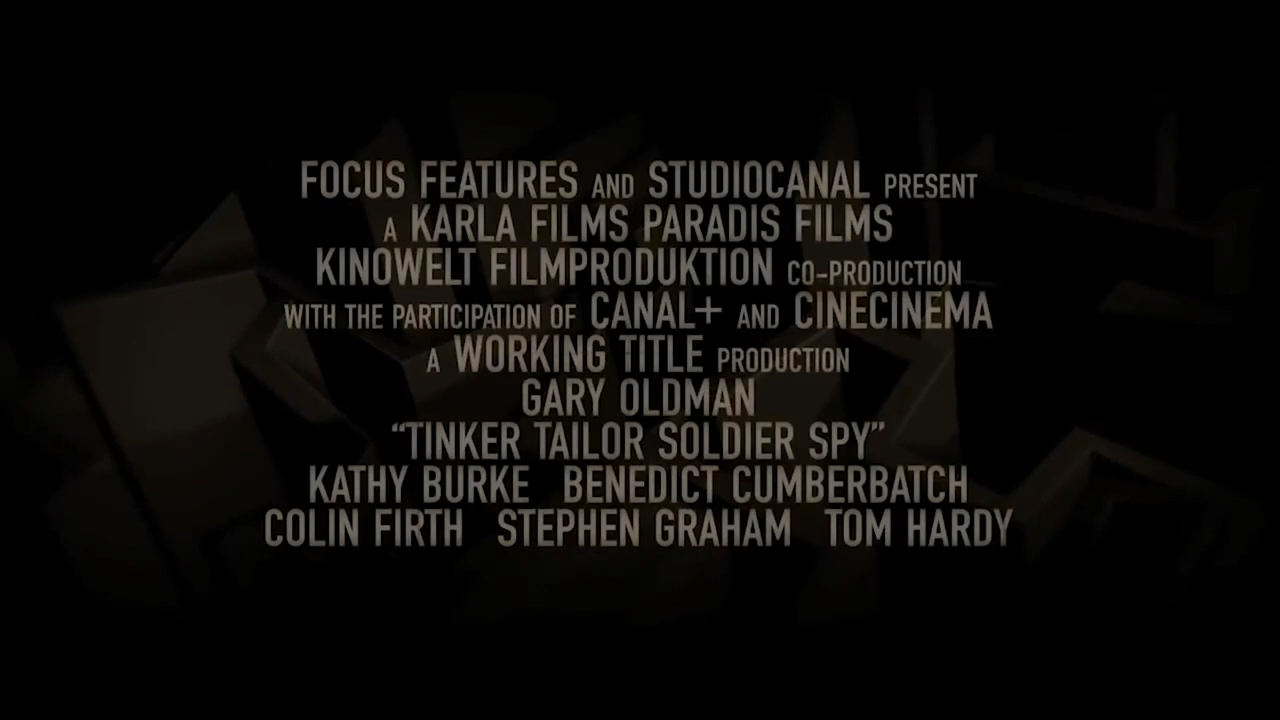 FOCUS FEATURES AND STUDIOCANAL PRESENT
A KARLA FILMS PARADIS FILMS
KINOWELT FILMPRODUKTION CO-PRODUCTION
WITH THE PARTICIPATION OF CANAL+ AND CINECINEMA
A WORKING TITLE PRODUCTION
GARY OLDMAN
“TINKER TAILOR SOLDIER SPY”
KATHY BURKE BENEDICT CUMBERBATCH
COLIN FIRTH STEPHEN GRAHAM TOM HARDY